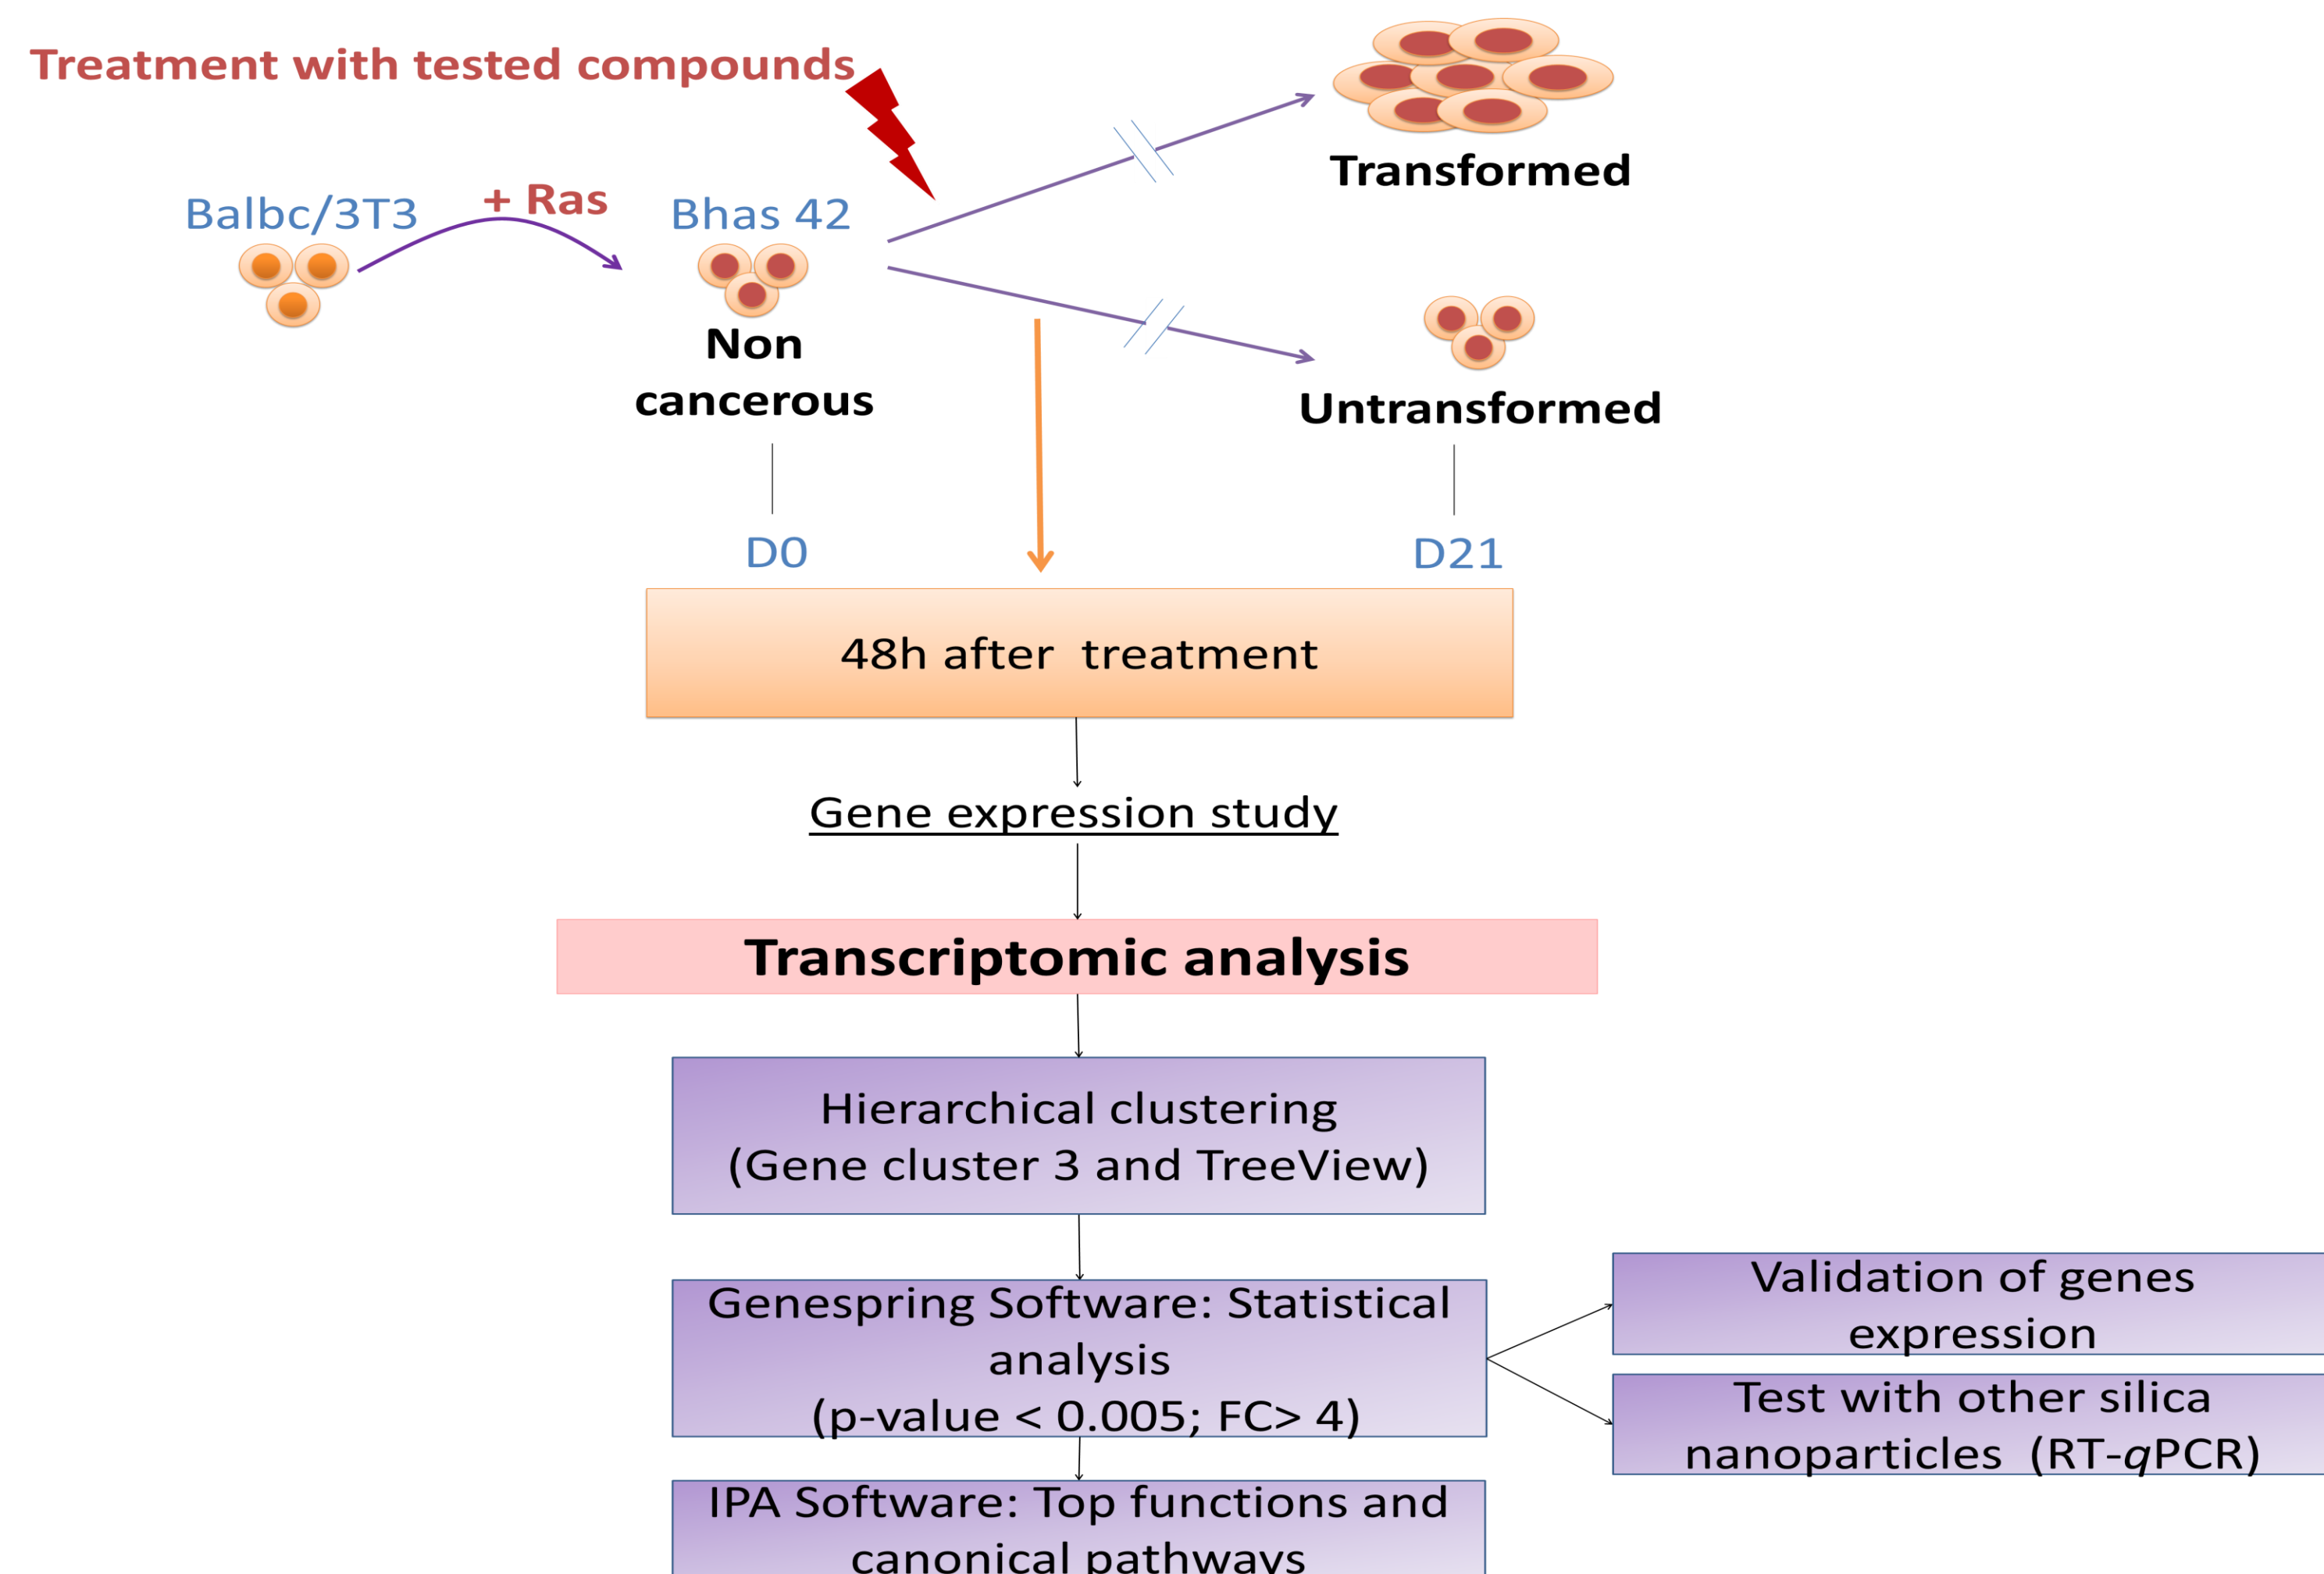 Treatment with tested compounds
Balbc/3T3
+ Ras
Bhas 42
Transformed
Non
cancerous
Untransformed
D0
D21
48h after  treatment
Gene expression study
Transcriptomic analysis
Hierarchical clustering
(Gene cluster 3 and TreeView)
Genespring Software: Statistical
analysis
(p-value < 0.005; FC> 4)
Validation of genes
expression
Test with other silica
nanoparticles  (RT-qPCR)
IPA Software: Top functions and
canonical pathways